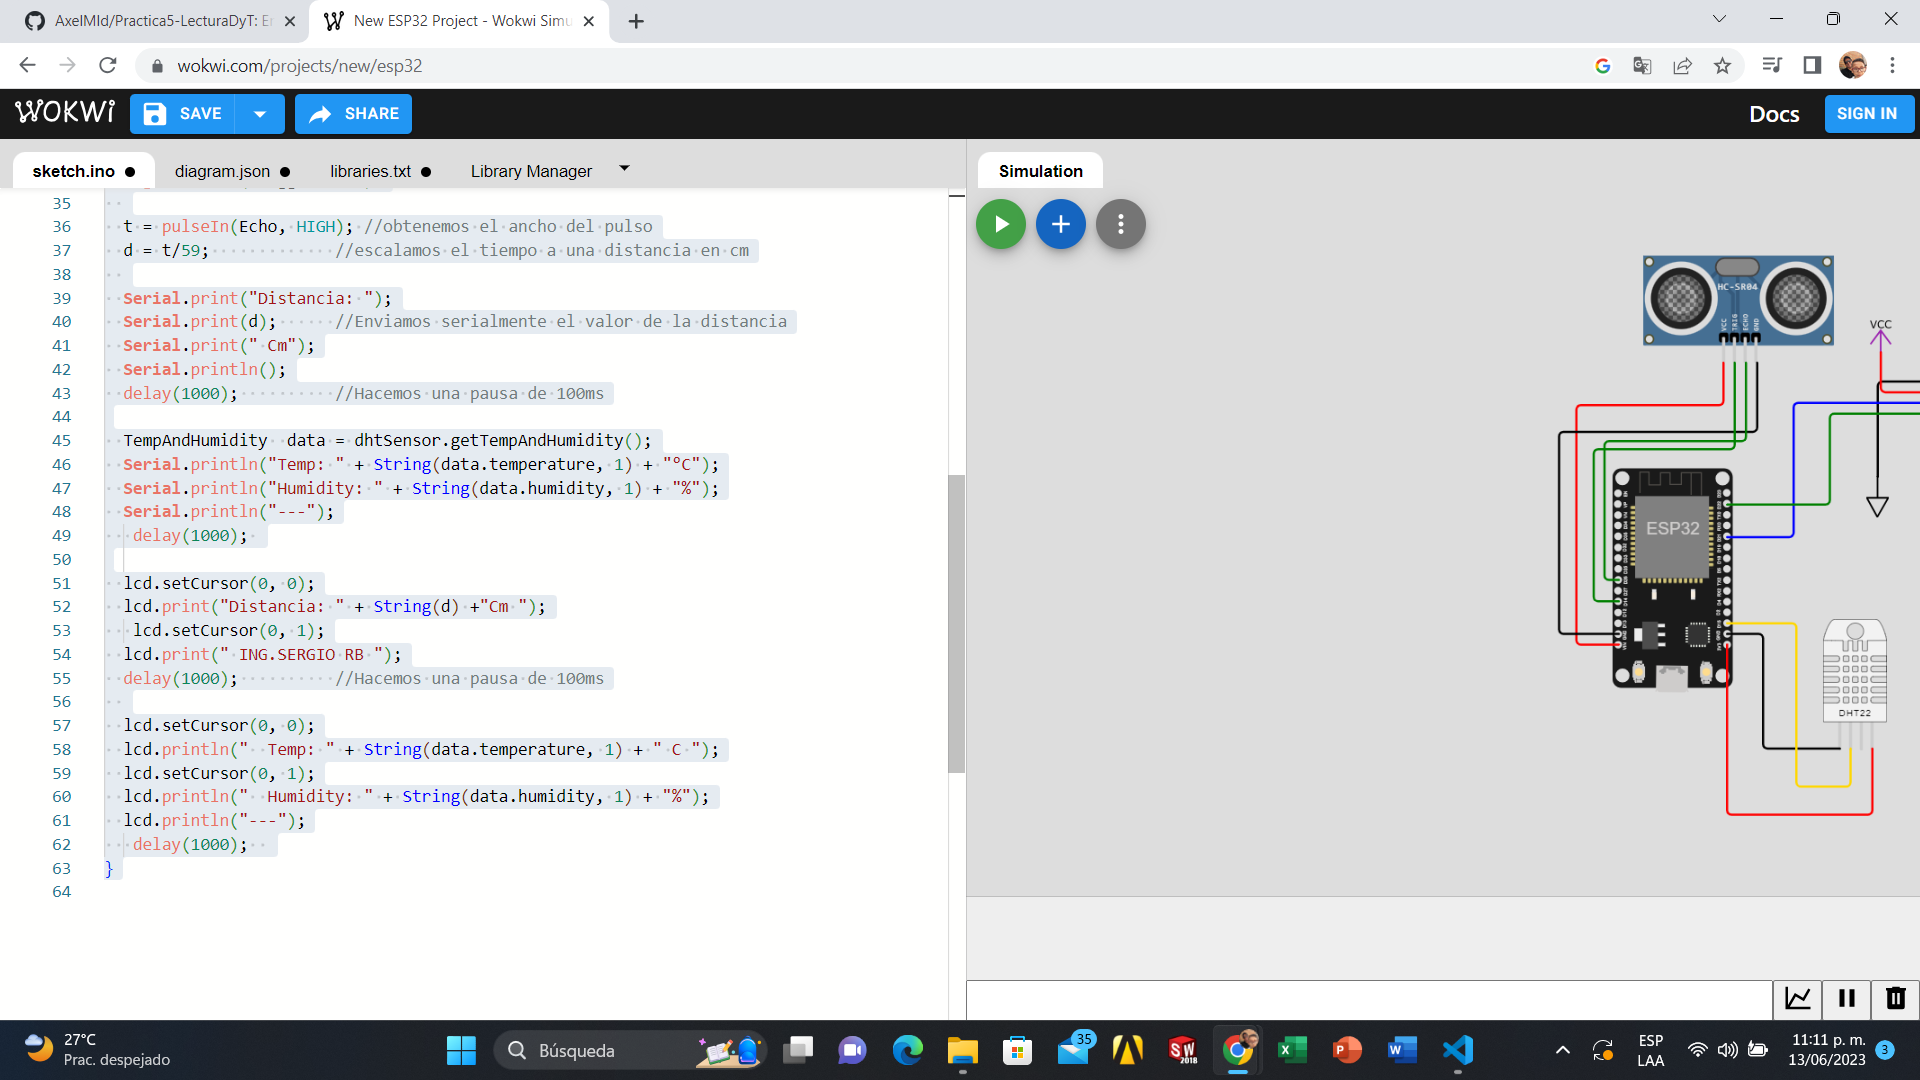 AxelMId/Practica5-LecturaDyT: En
New ESP32 Project - Wokwi Simu
wokwi.com/projects/new/esp32
WOKWI
SAVE
SHARE
Docs
SIGN IN
sketch.ino
diagram.json
libraries.txt
Library Manager
Simulation
35
36 t = pulseIn(Echo, HIGH); //obtenemos el ancho del pulso
37 d = t/59; //escalamos el tiempo a una distancia en cm
38
39 Serial.print("Distancia: ");
40 Serial.print(d); //Enviamos serialmente el valor de la distancia
41 Serial.print(" Cm");
42 Serial.println();
43 delay(1000); //Hacemos una pausa de 100ms
44
45 TempAndHumidity  data = dhtSensor.getTempAndHumidity();
46 Serial.println("Temp: " + String(data.temperature, 1) + "°C");
47 Serial.println("Humidity: " + String(data.humidity, 1) + "%");
48 Serial.println("---");
49 delay(1000);
50
51 lcd.setCursor(0, 0);
52 lcd.print("Distancia: " + String(d) +"Cm ");
53 lcd.setCursor(0, 1);
54 lcd.print(" ING.SERGIO RB ");
55 delay(1000); //Hacemos una pausa de 100ms
56
57 lcd.setCursor(0, 0);
58 lcd.println("  Temp: " + String(data.temperature, 1) + " C ");
59 lcd.setCursor(0, 1);
60 lcd.println("  Humidity: " + String(data.humidity, 1) + "%");
61 lcd.println("---");
62 delay(1000);
63 }
64
HC-SR04
VCC
TRIG
ECHO
GND
VCC
ESP32
DHT22
27°C
Prac. despejado
Búsqueda
35
SW
2018
ESP
LAA
11:11 p. m.
13/06/2023
3